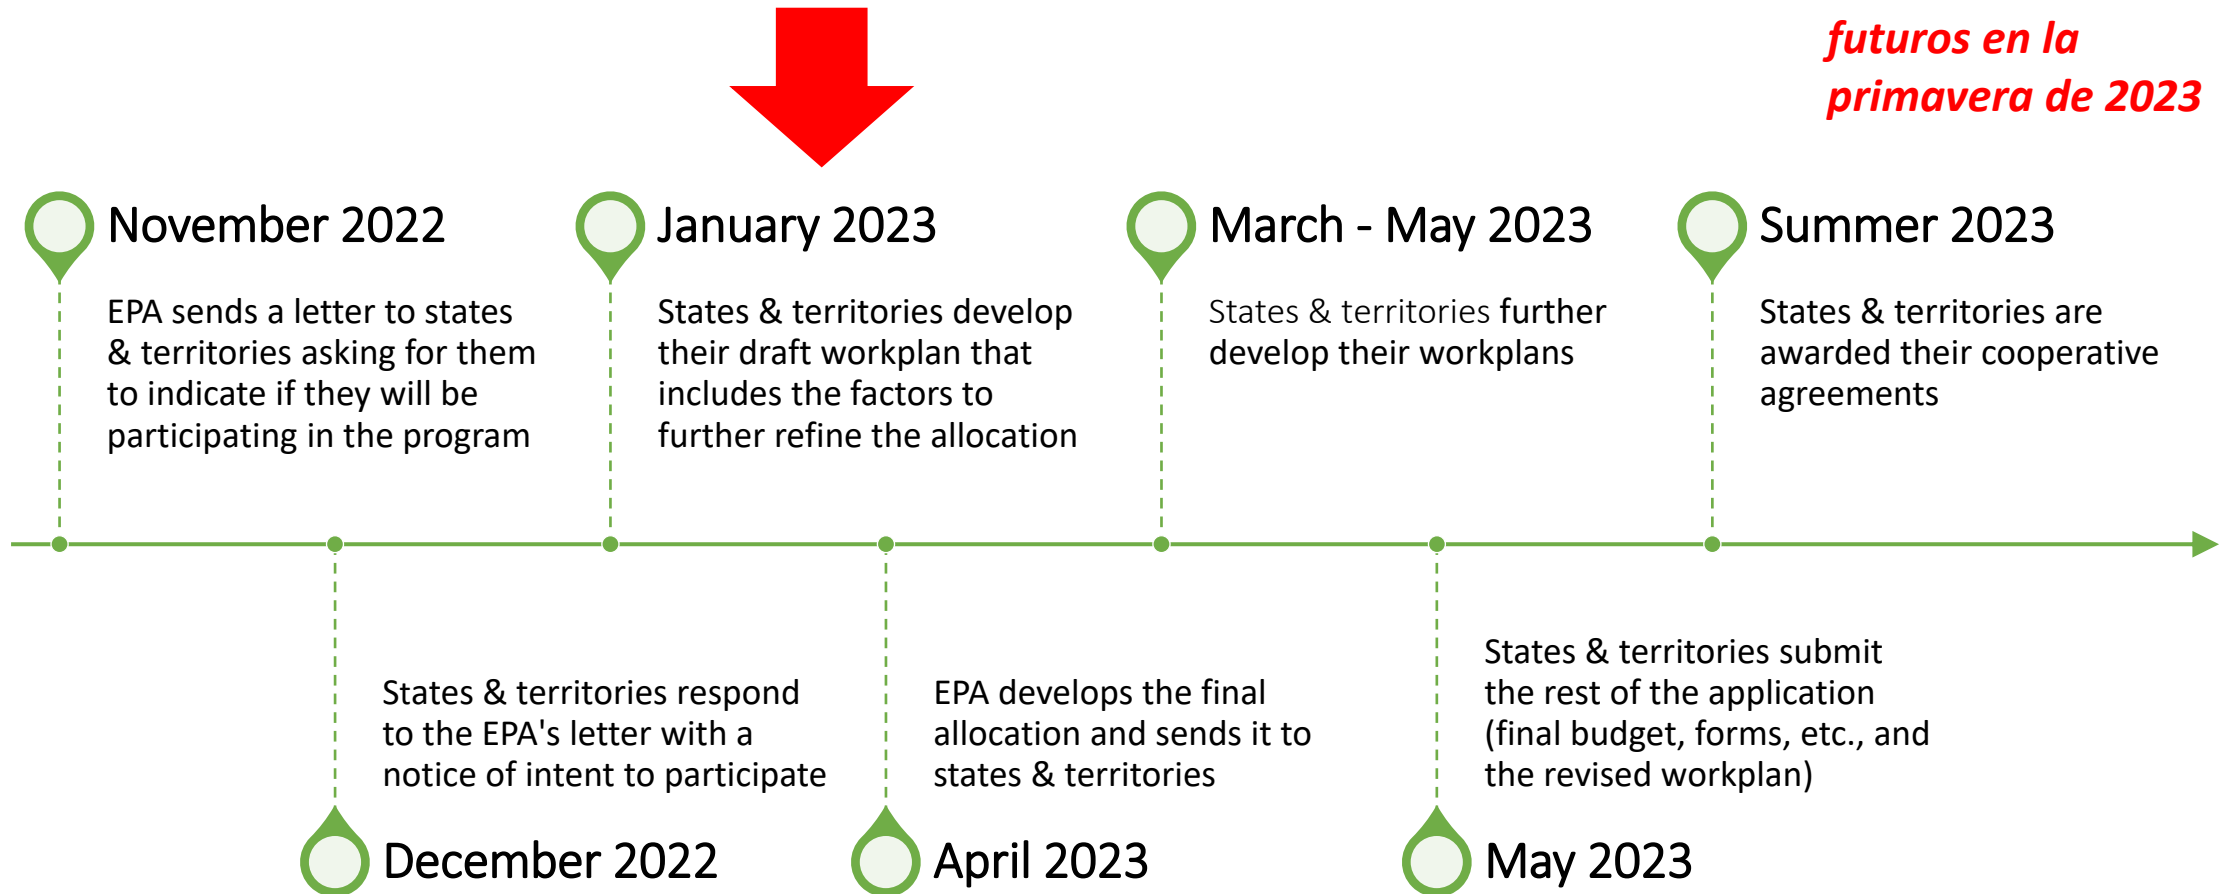 futuros en la
primavera de 2023
November 2022
EPA sends a letter to states
& territories asking for them
to indicate if they will be
participating in the program
January 2023
States & territories develop
their draft workplan that
includes the factors to
further refine the allocation
March - May 2023
States & territories further
develop their workplans
Summer 2023
States & territories are
awarded their cooperative
agreements
States & territories respond
to the EPA's letter with a
notice of intent to participate
December 2022
EPA develops the final
allocation and sends it to
states & territories
April 2023
States & territories submit
the rest of the application
(final budget, forms, etc., and
the revised workplan)
May 2023